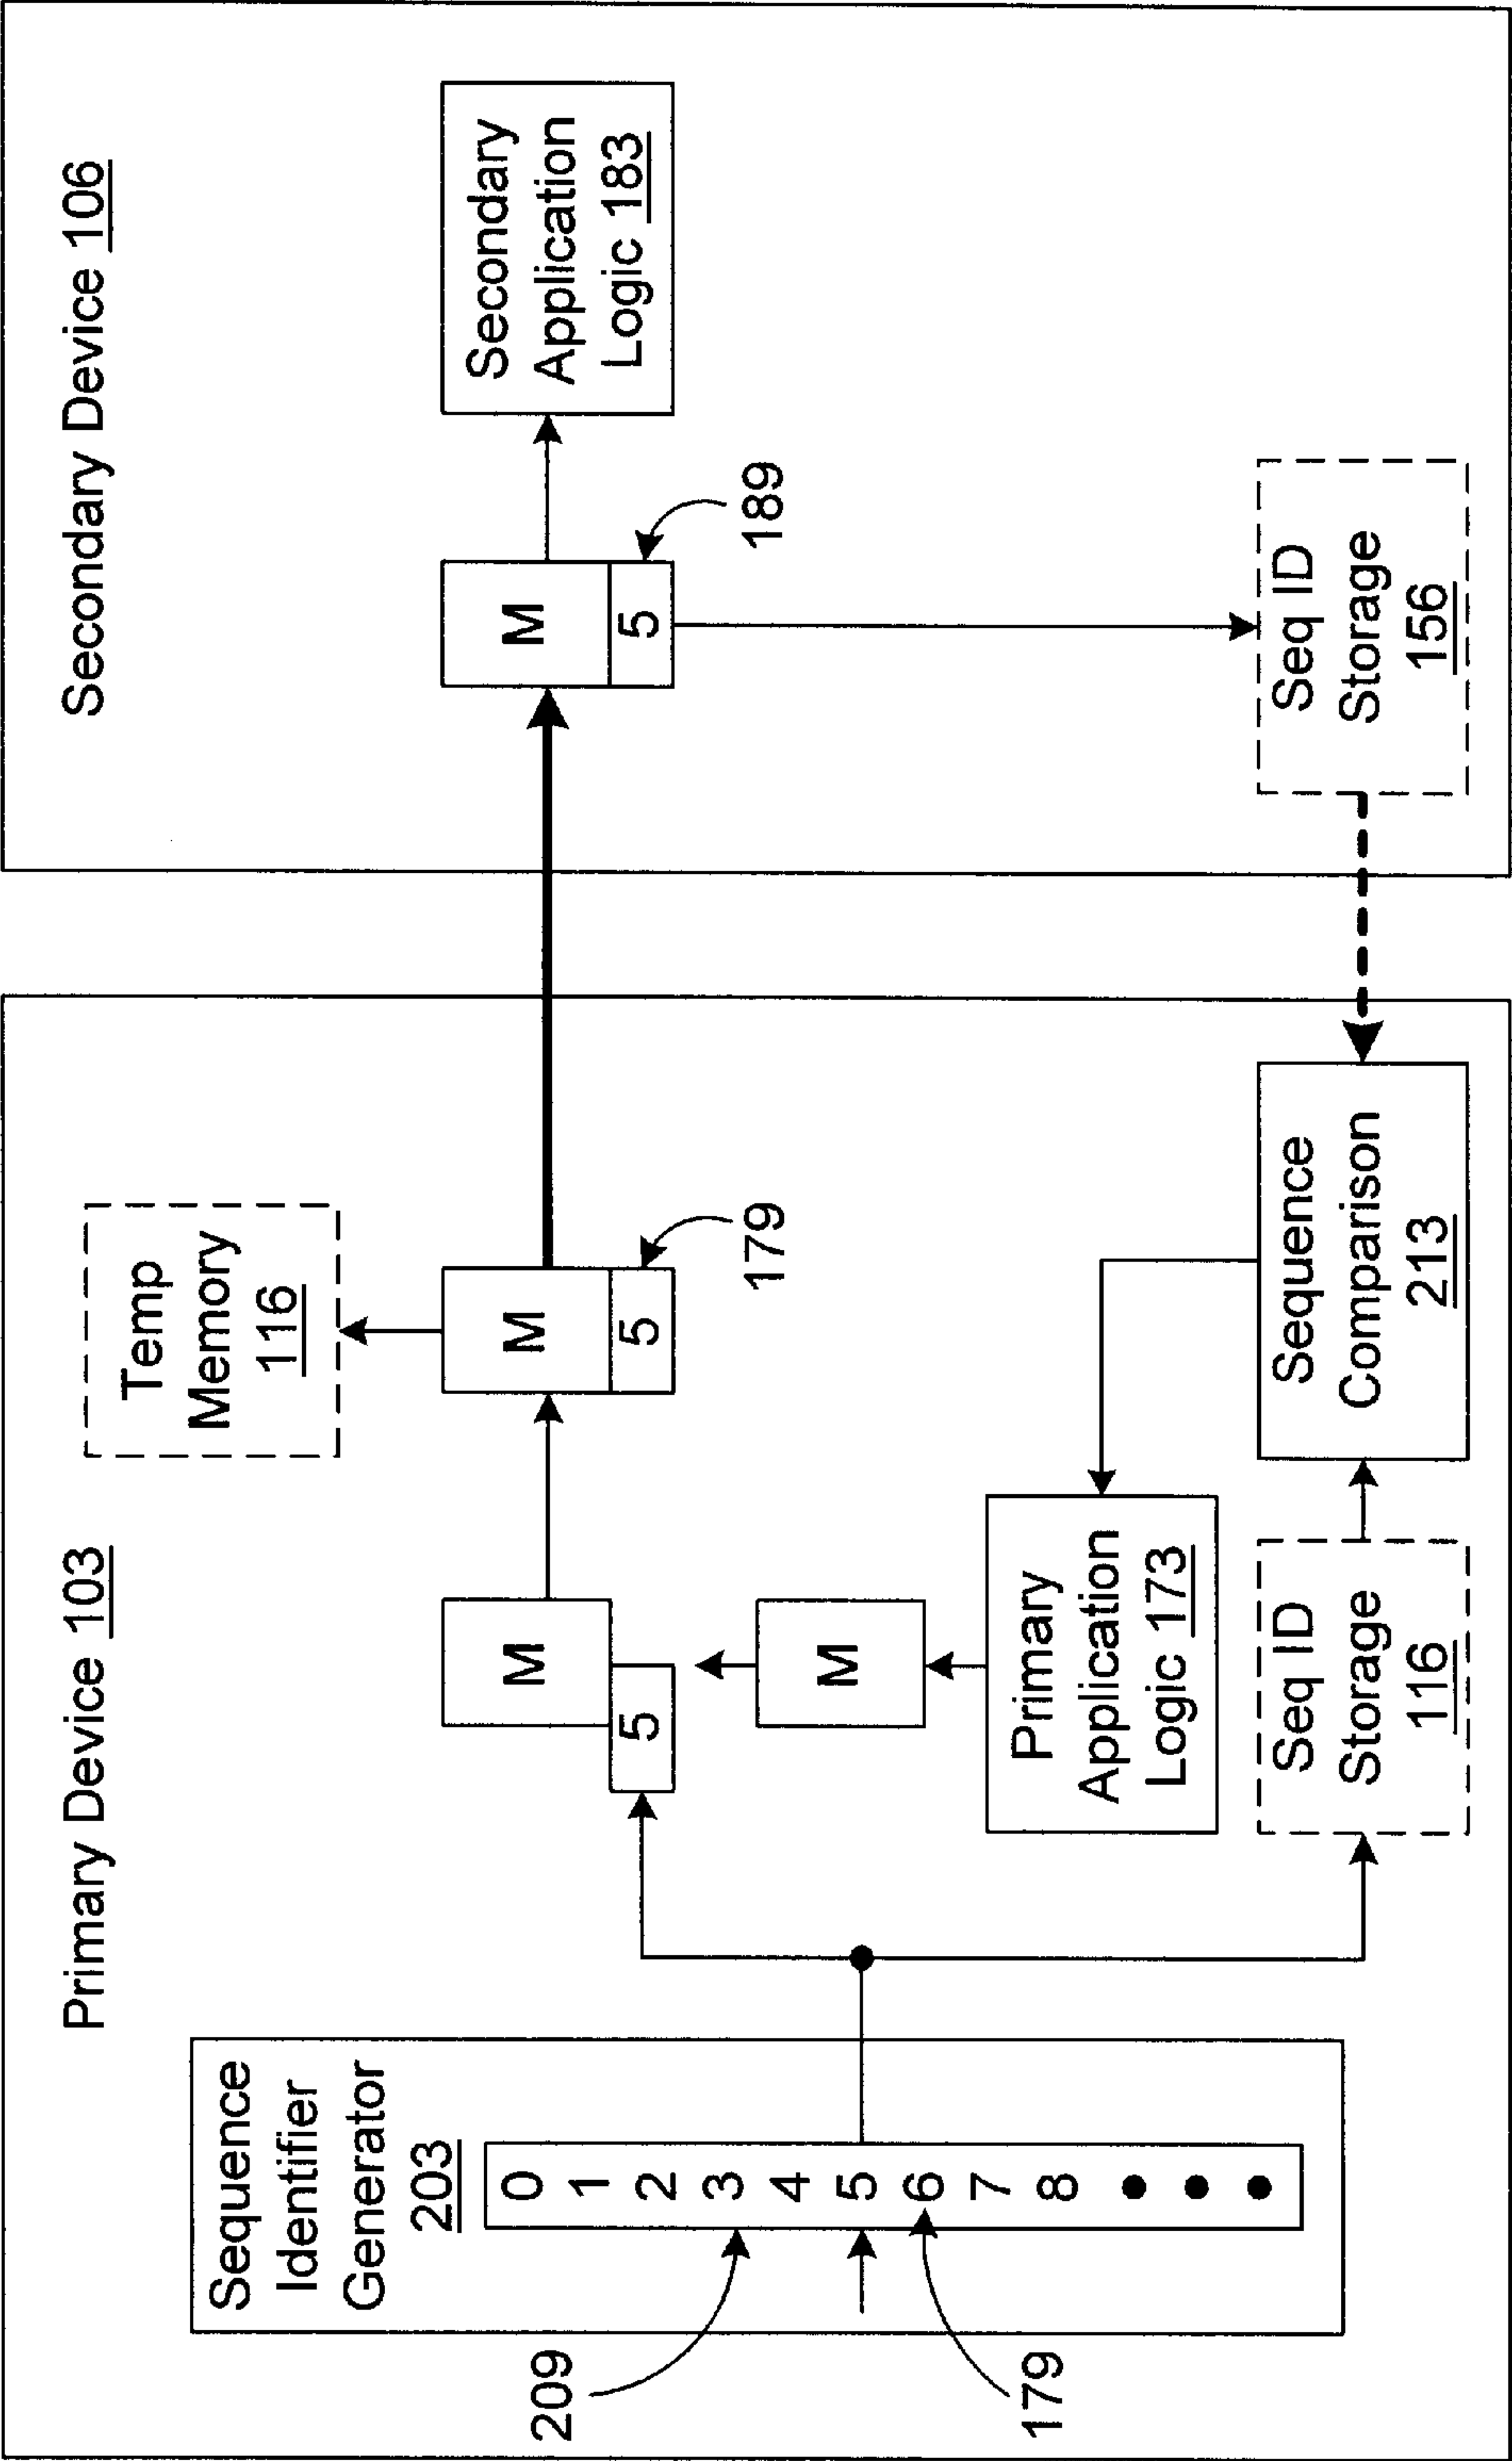 Primary Device 103
Secondary Device 106
Sequence
Identifier
Generator
203
0
1
2
3
4
5
6
7
8
209
179
Temp
Memory
116
M
5
M
5
179
M
Primary
Application
Logic 173
Seq ID
Storage
116
Sequence
Comparison
213
M
5
189
Secondary
Application
Logic 183
Seq ID
Storage
156